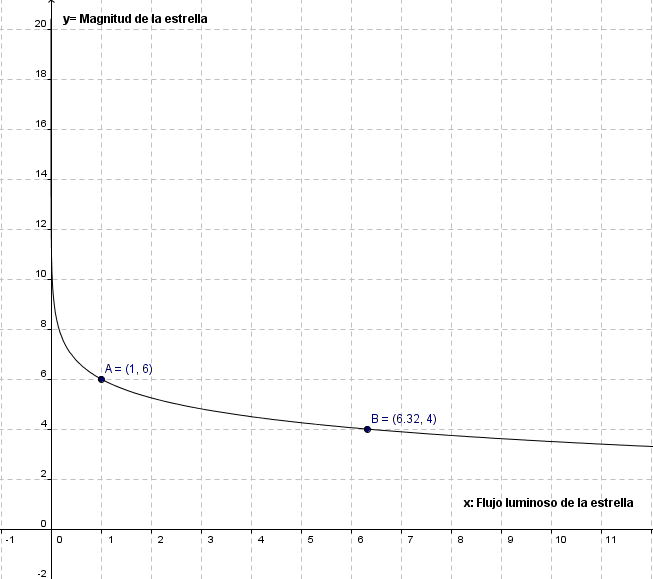 y= Magnitud de la estrella
20
18
16
14
12
10
8
A = (1, 6)
6
B = (6.32, 4)
4
2
x: Flujo luminoso de la estrella
0
-1 0 1 2 3 4 5 6 7 8 9 10 11
-2